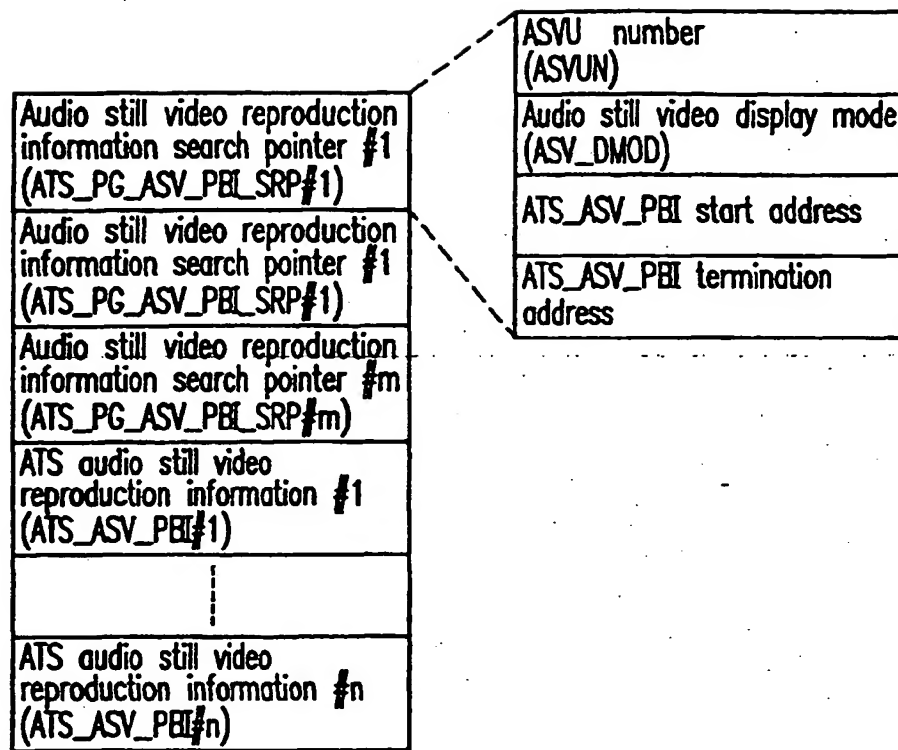 Audio still video reproduction
information search pointer #1
(ATS_PG_ASV_PBI_SRP#1)
Audio still video reproduction
information search pointer #1
(ATS_PG_ASV_PBI_SRP#1)
Audio still video reproduction
information search pointer #m
(ATS_PG_ASV_PBI_SRP#m)
ATS audio still video
reproduction information #1
(ATS_ASV_PBI#1)
ATS audio still video
reproduction information #n
(ATS_ASV_PBI#n)
ASVU number
(ASVUN)
Audio still video display mode
(ASV_DMOD)
ATS_ASV_PBI start address
ATS_ASV_PBI termination
address